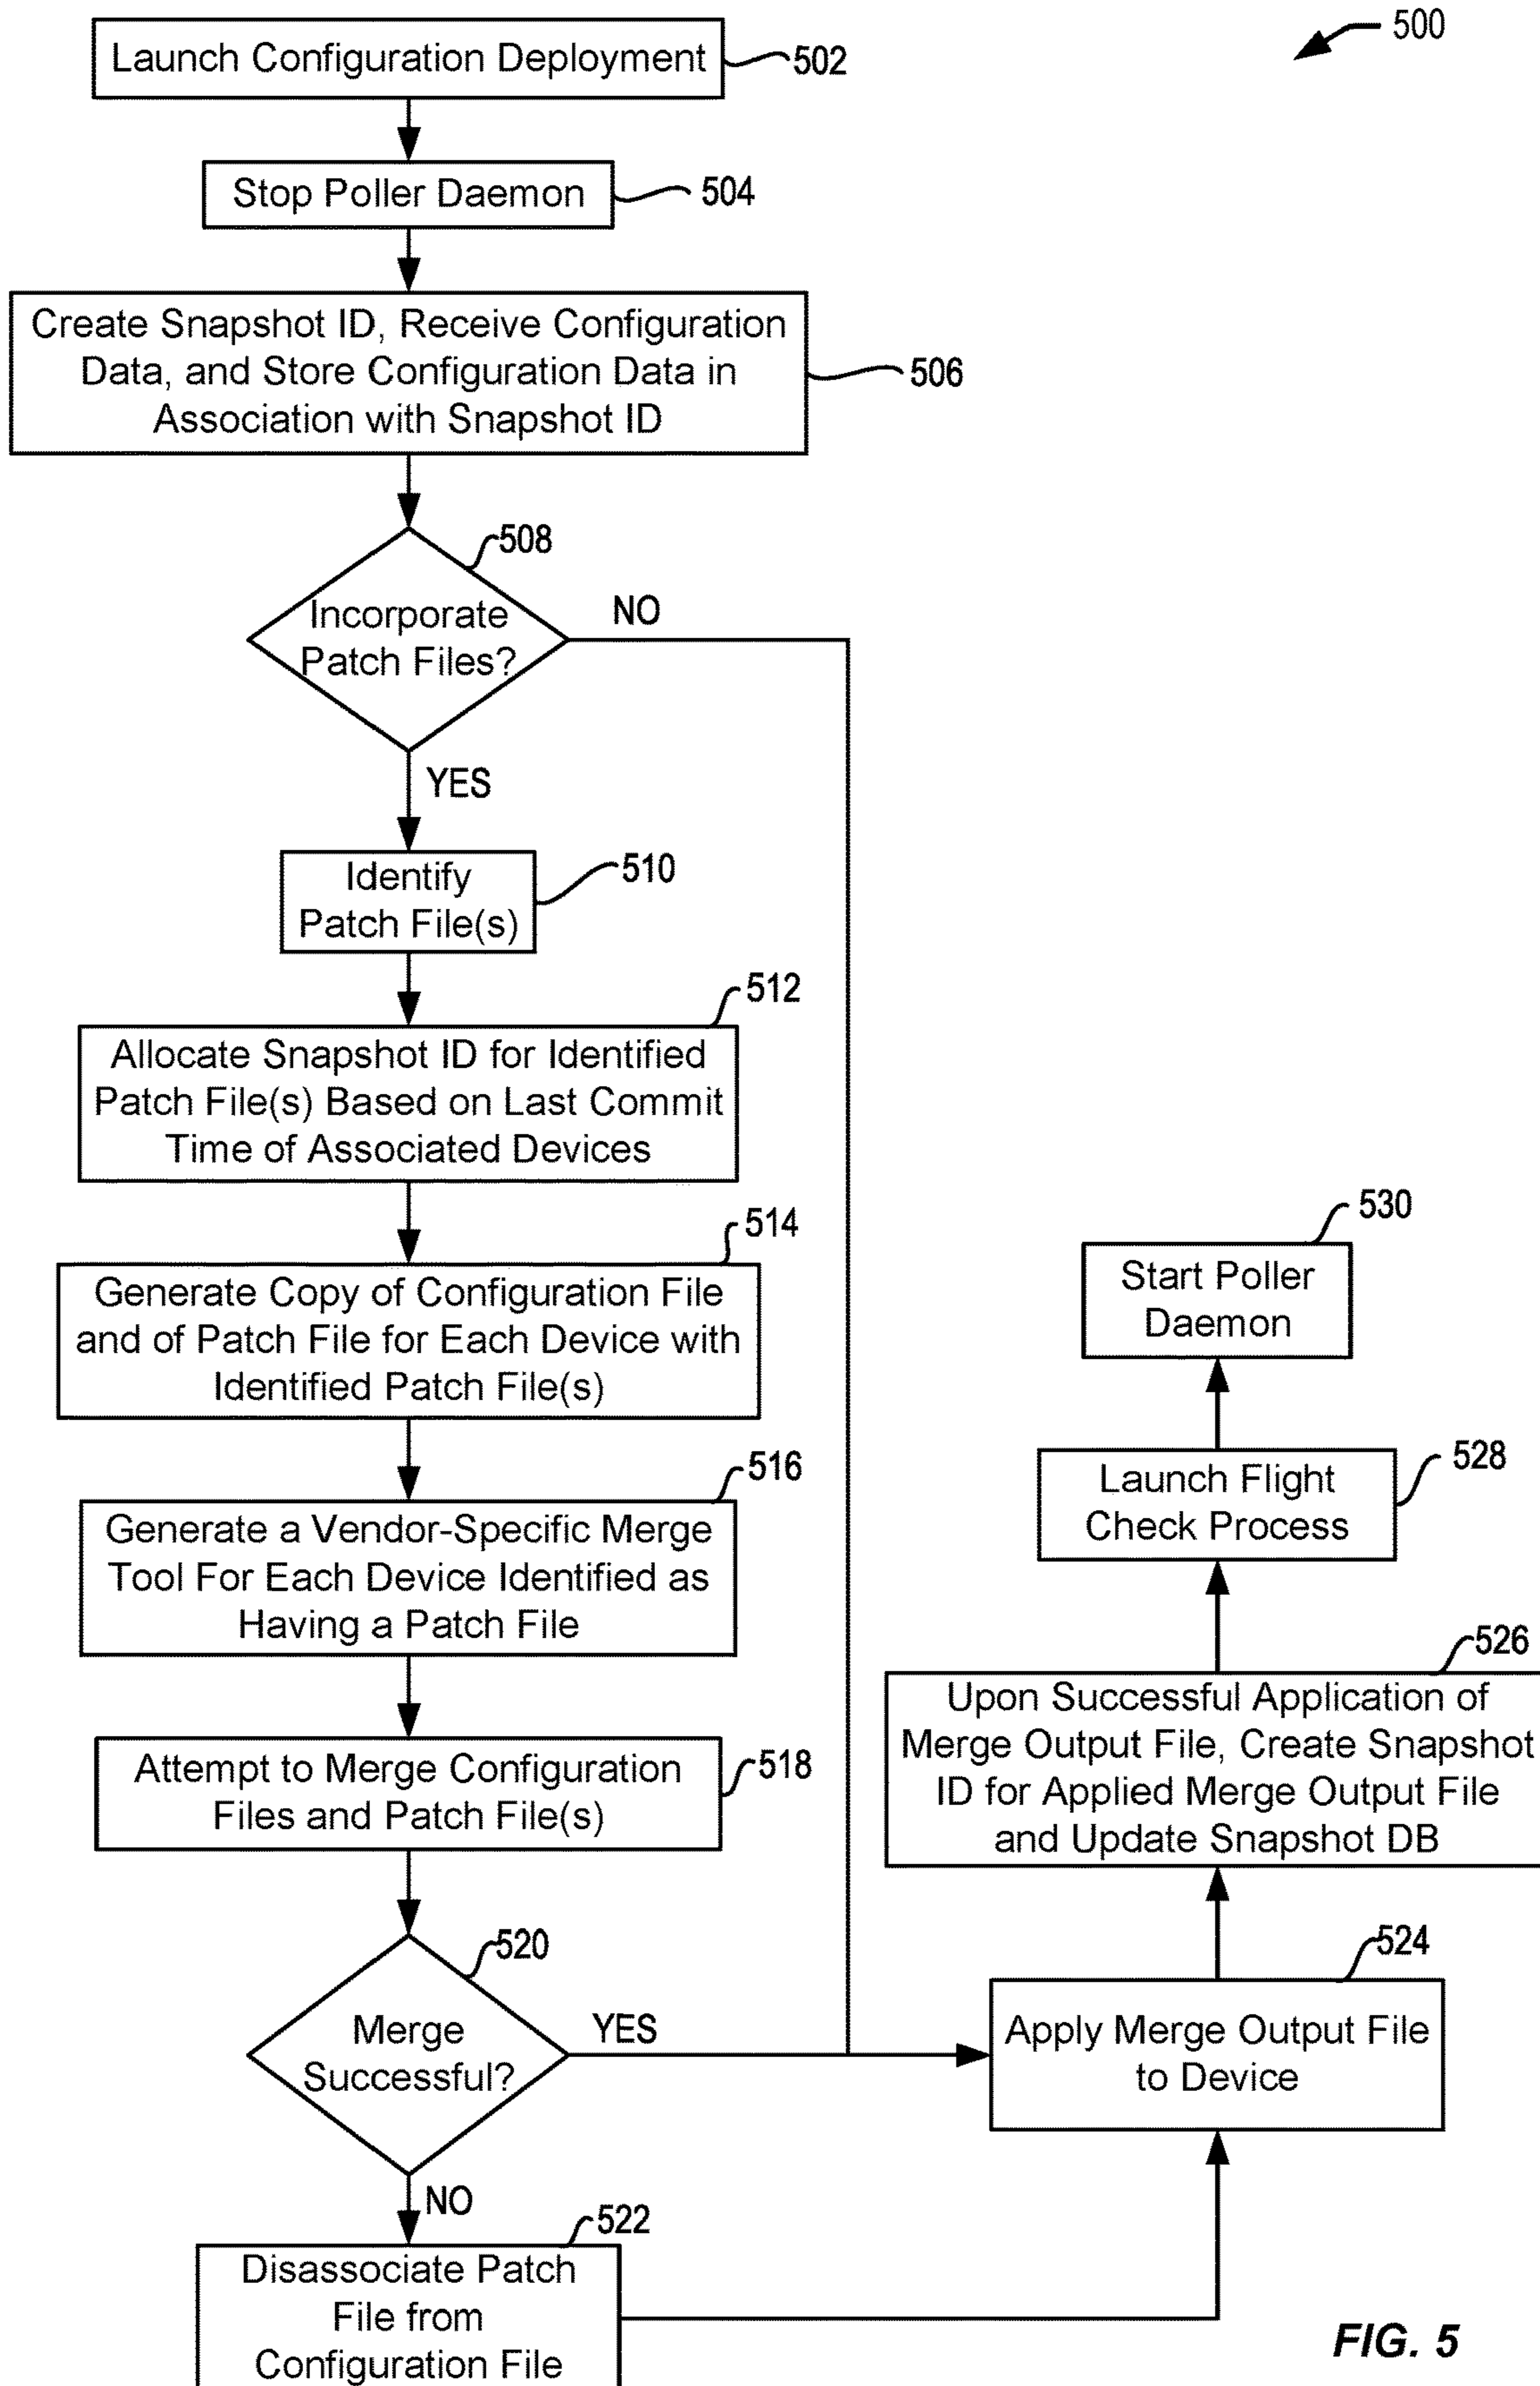 500
Launch Configuration Deployment
502
Stop Poller Daemon
504
Create Snapshot ID, Receive Configuration
Data, and Store Configuration Data in
Association with Snapshot ID
506
508
Incorporate
Patch Files?
NO
YES
Identify
Patch File(s)
510
512
Allocate Snapshot ID for Identified
Patch File(s) Based on Last Commit
Time of Associated Devices
514
Generate Copy of Configuration File
and of Patch File for Each Device with
Identified Patch File(s)
516
Generate a Vendor-Specific Merge
Tool For Each Device Identified as
Having a Patch File
Attempt to Merge Configuration
Files and Patch File(s)
518
520
Merge
Successful?
YES
NO
522
Disassociate Patch
File from
Configuration File
524
Apply Merge Output File
to Device
526
Upon Successful Application of
Merge Output File, Create Snapshot
ID for Applied Merge Output File
and Update Snapshot DB
528
Launch Flight
Check Process
530
Start Poller
Daemon
FIG. 5